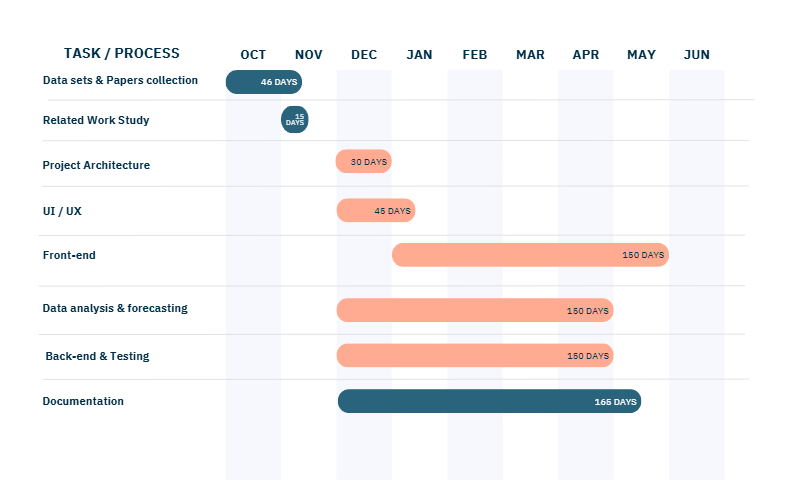 TASK / PROCESS OCT NOV DEC JAN FEB MAR APR MAY JUN
Data sets & Papers collection 46 DAYS
Related Work Study 15
DAYS
Project Architecture 30 DAYS
UI / UX 45 DAYS
Front-end 150 DAYS
Data analysis & forecasting 150 DAYS
Back-end & Testing 150 DAYS
Documentation 165 DAYS